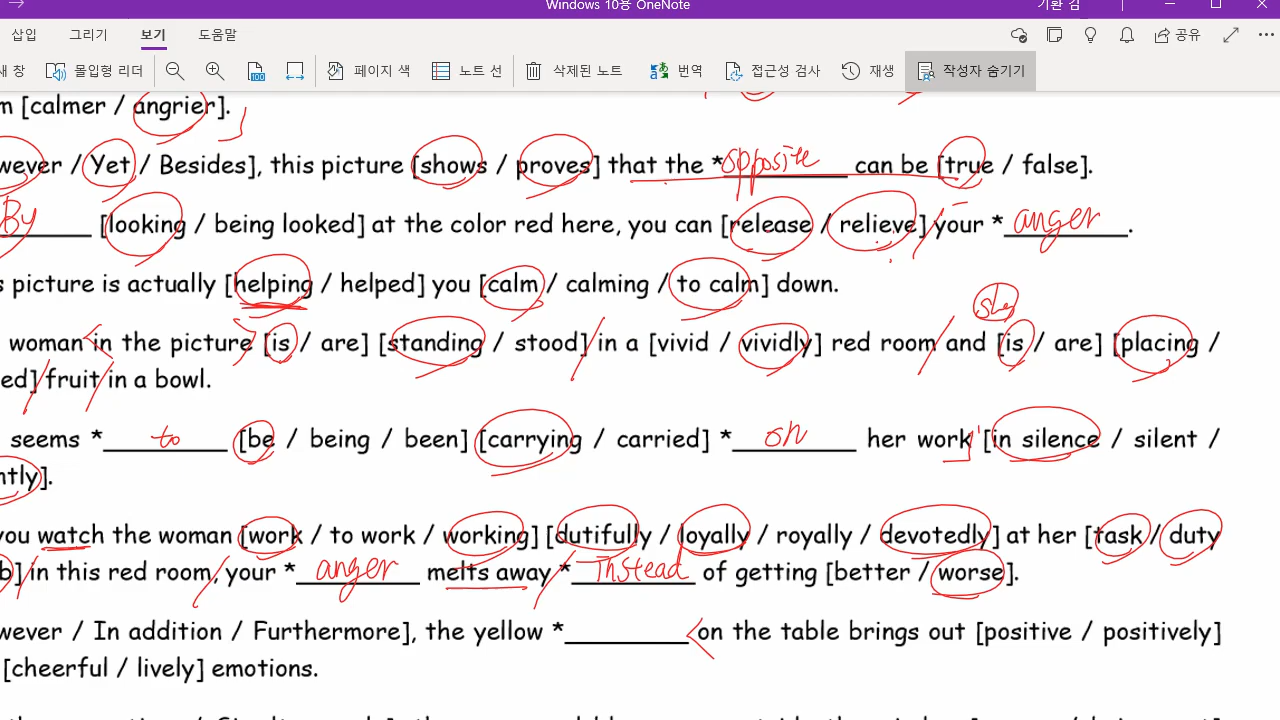 Windows 10용 OneNote 기환 김
삽입 그리기 보기 도움말 공유
새 창 몰입형 리더 페이지 색 노트 선 삭제된 노트 번역 접근성 검사 재생 작성자 숨기기
m [calmer / angrier].
wever / Yet / Besides], this picture [shows / proves] that the *opposite can be [true / false].
By [looking / being looked] at the color red here, you can [release / relieve] your *anger.
s picture is actually [helping / helped] you [calm / calming / to calm] down.
she
woman in the picture [is / are] [standing / stood] in a [vivid / vividly] red room and [is / are] [placing /
ed] fruit in a bowl.
seems *to [be / being / been] [carrying / carried] *on her work [in silence / silent /
ntly].
you watch the woman [work / to work / working] [dutifully / loyally / royally / devotedly] at her [task / duty
b] in this red room, your *anger melts away *instead of getting [better / worse].
wever / In addition / Furthermore], the yellow *________ on the table brings out [positive / positively]
[cheerful / lively] emotions.